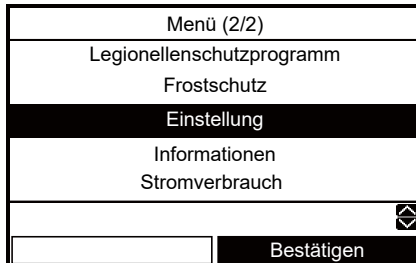 Menü (2/2)
Legionellenschutzprogramm
Frostschutz
Einstellung
Informationen
Stromverbrauch
Bestätigen